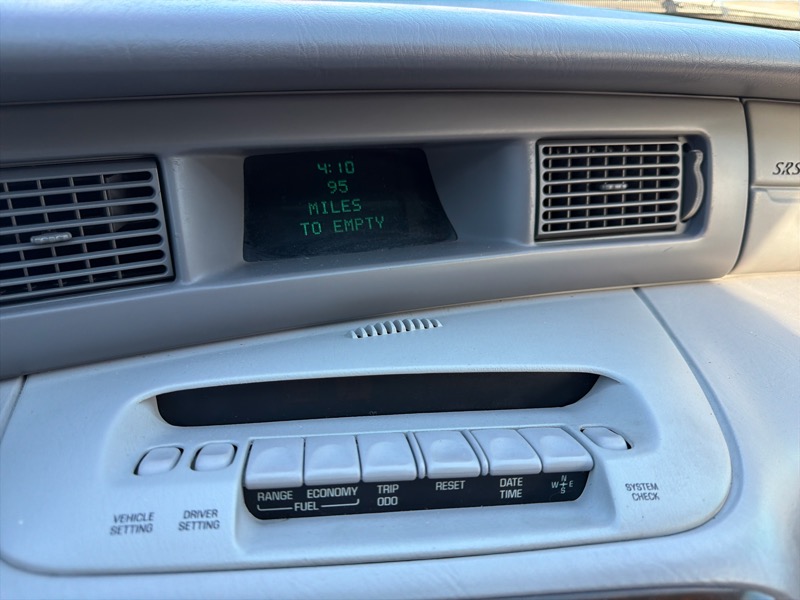 4:10
95
MILES
TO EMPTY
SRS
RANGE ECONOMY
FUEL
TRIP
ODO
RESET
DATE
TIME
N
W E
S
VEHICLE
SETTING
DRIVER
SETTING
SYSTEM
CHECK